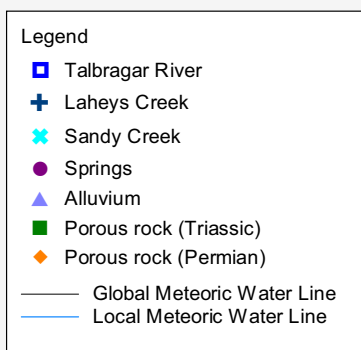 Legend
Talbragar River
Laheys Creek
Sandy Creek
Springs
Alluvium
Porous rock (Triassic)
Porous rock (Permian)
Global Meteoric Water Line
Local Meteoric Water Line